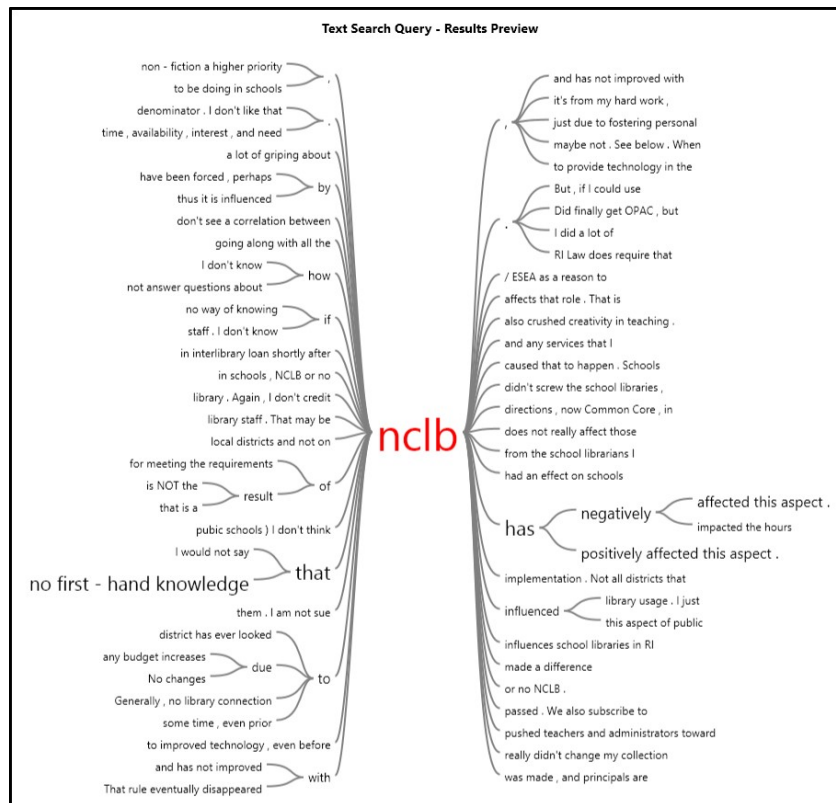 Text Search Query - Results Preview
non - fiction a higher priority
to be doing in schools
,
denominator . I don't like that
time , availability , interest , and need
.
a lot of griping about
have been forced , perhaps
thus it is influenced
by
don't see a correlation between
going along with all the
I don't know
not answer questions about
how
no way of knowing
staff . I don't know
if
in interlibrary loan shortly after
in schools , NCLB or no
library . Again , I don't credit
library staff . That may be
local districts and not on
for meeting the requirements
is NOT the
that is a
result
of
pubic schools ) I don't think
I would not say
no first - hand knowledge
that
them . I am not sue
district has ever looked
any budget increases
No changes
due
Generally , no library connection
some time , even prior
to
to improved technology , even before
and has not improved
That rule eventually disappeared
with
nclb
,
and has not improved with
it's from my hard work ,
just due to fostering personal
maybe not . See below . When
to provide technology in the
.
But , if I could use
Did finally get OPAC , but
I did a lot of
RI Law does require that
/ ESEA as a reason to
affects that role . That is
also crushed creativity in teaching .
and any services that I
caused that to happen . Schools
didn't screw the school libraries ,
directions , now Common Core , in
does not really affect those
from the school librarians I
had an effect on schools
has
negatively
affected this aspect .
impacted the hours
positively affected this aspect .
implementation . Not all districts that
influenced
library usage . I just
this aspect of public
influences school libraries in RI
made a difference
or no NCLB .
passed . We also subscribe to
pushed teachers and administrators toward
really didn't change my collection
was made , and principals are